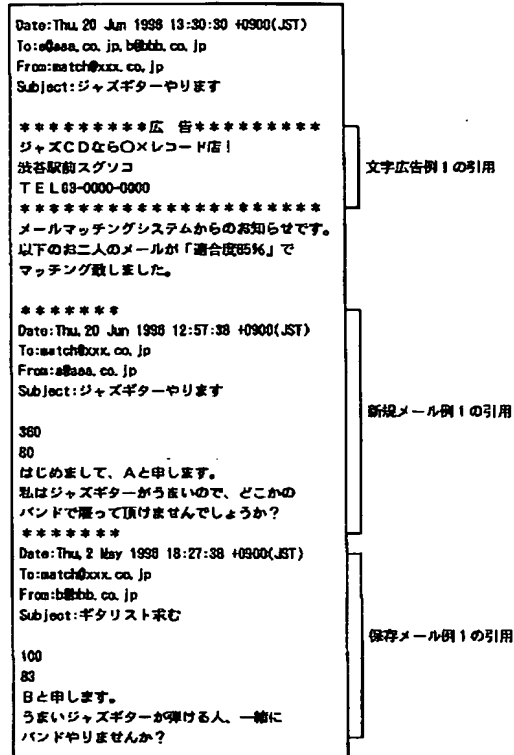 Date:Thu, 20 Jun 1996 13:30:30 +0900(JST)
To:a@aaa.co.jp,b@bbb.co.jp
From:match@xxx.co.jp
Subject:ジャズギターやります
*********広 告*********
ジャズCDなら○×レコード店!
渋谷駅前スグソコ
TEL03-0000-0000
*********************
文字広告例1の引用
メールマッチングシステムからのお知らせです。
以下のお二人のメールが「適合度85%」で
マッチング致しました。
*******
Date:Thu, 20 Jun 1996 12:57:38 +0900(JST)
To:match@xxx.co.jp
From:a@aaa.co.jp
Subject:ジャズギターやります
360
80
はじめまして、Aと申します。
私はジャズギターがうまいので、どこかの
バンドで雇って頂けませんでしょうか?
新規メール例1の引用
*******
Date:Thu, 2 May 1996 18:27:38 +0900(JST)
To:match@xxx.co.jp
From:b@bbb.co.jp
Subject:ギタリスト求む
100
83
Bと申します。
うまいジャズギターが弾ける人、一緒に
バンドやりませんか?
保存メール例1の引用